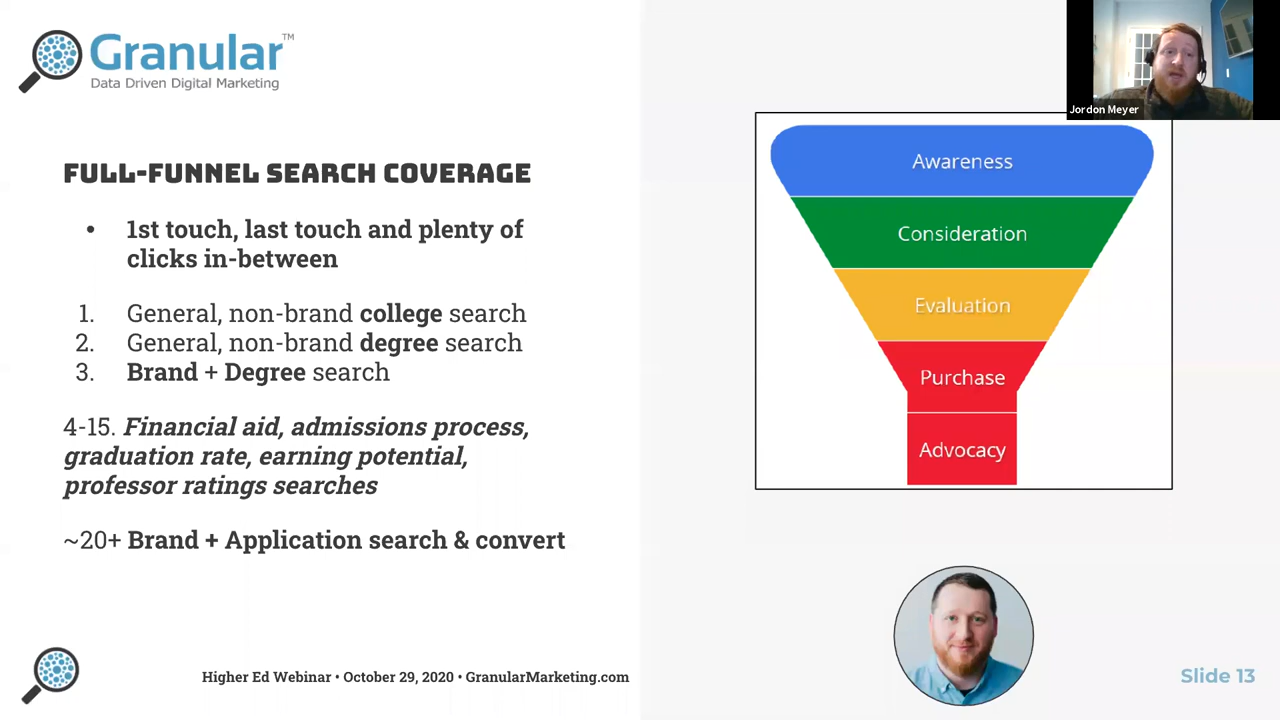 Granular™
Data Driven Digital Marketing
Jordon Meyer
FULL-FUNNEL SEARCH COVERAGE
• 1st touch, last touch and plenty of
clicks in-between
1. General, non-brand college search
2. General, non-brand degree search
3. Brand + Degree search
4-15. Financial aid, admissions process,
graduation rate, earning potential,
professor ratings searches
~20+ Brand + Application search & convert
Awareness
Consideration
Evaluation
Purchase
Advocacy
Higher Ed Webinar • October 29, 2020 • GranularMarketing.com
Slide 13